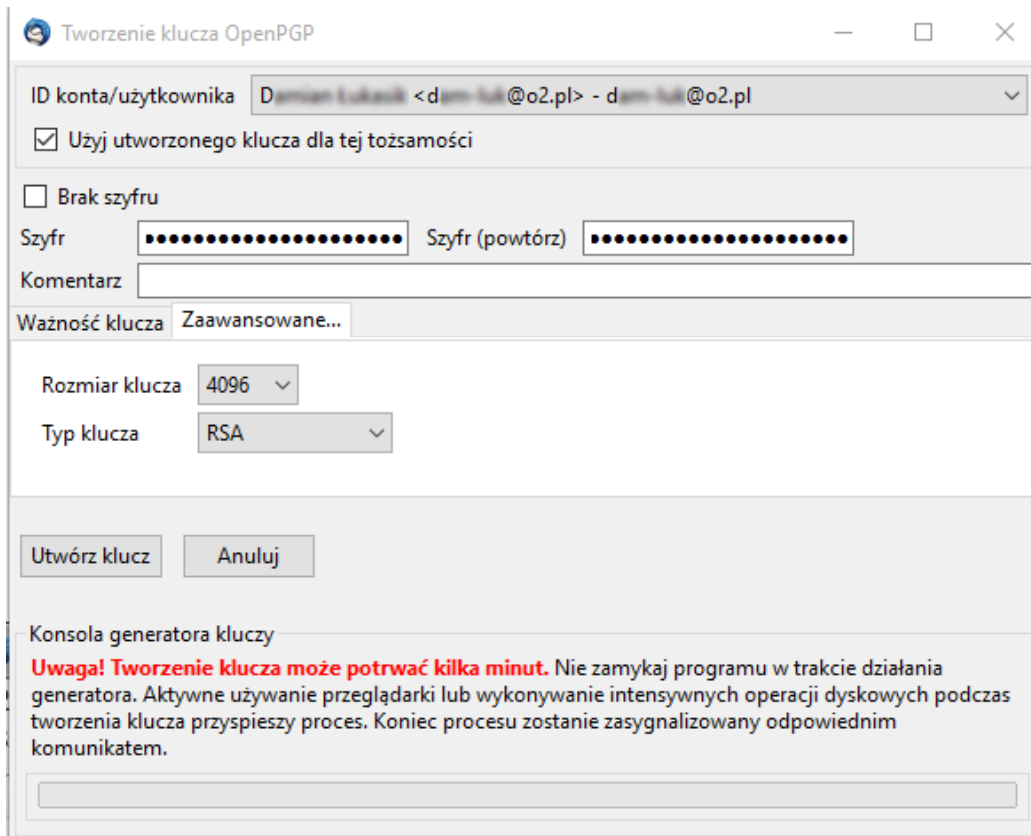 Tworzenie klucza OpenPGP
ID konta/użytkownika D <d @o2.pl> - d @o2.pl
Użyj utworzonego klucza dla tej tożsamości
Brak szyfru
Szyfr Szyfr (powtórz)
Komentarz
Ważność klucza Zaawansowane...
Rozmiar klucza 4096
Typ klucza RSA
Utwórz klucz Anuluj
Konsola generatora kluczy
Uwaga! Tworzenie klucza może potrwać kilka minut. Nie zamykaj programu w trakcie działania
generatora. Aktywne używanie przeglądarki lub wykonywanie intensywnych operacji dyskowych podczas
tworzenia klucza przyspieszy proces. Koniec procesu zostanie zasygnalizowany odpowiednim
komunikatem.